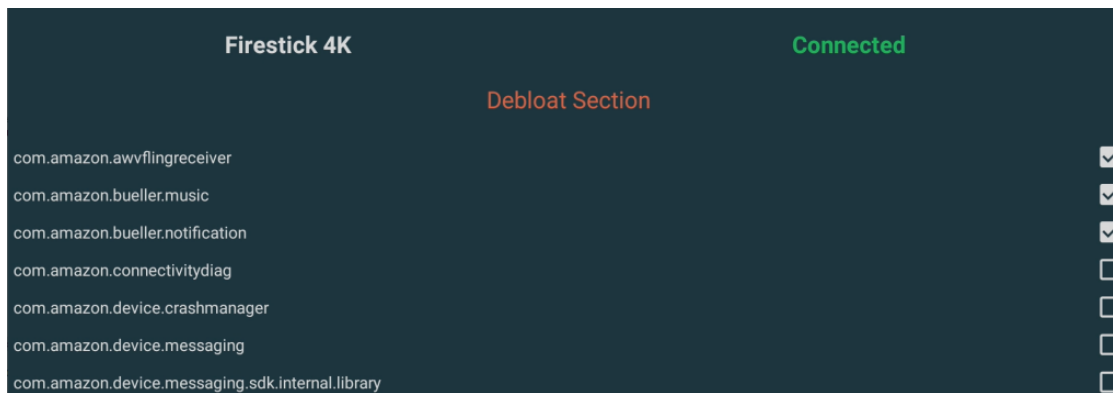 Firestick 4K
Connected
Debloat Section
com.amazon.awvflingreceiver
com.amazon.bueller.music
com.amazon.bueller.notification
com.amazon.connectivitydiag
com.amazon.device.crashmanager
com.amazon.device.messaging
com.amazon.device.messaging.sdk.internal.library